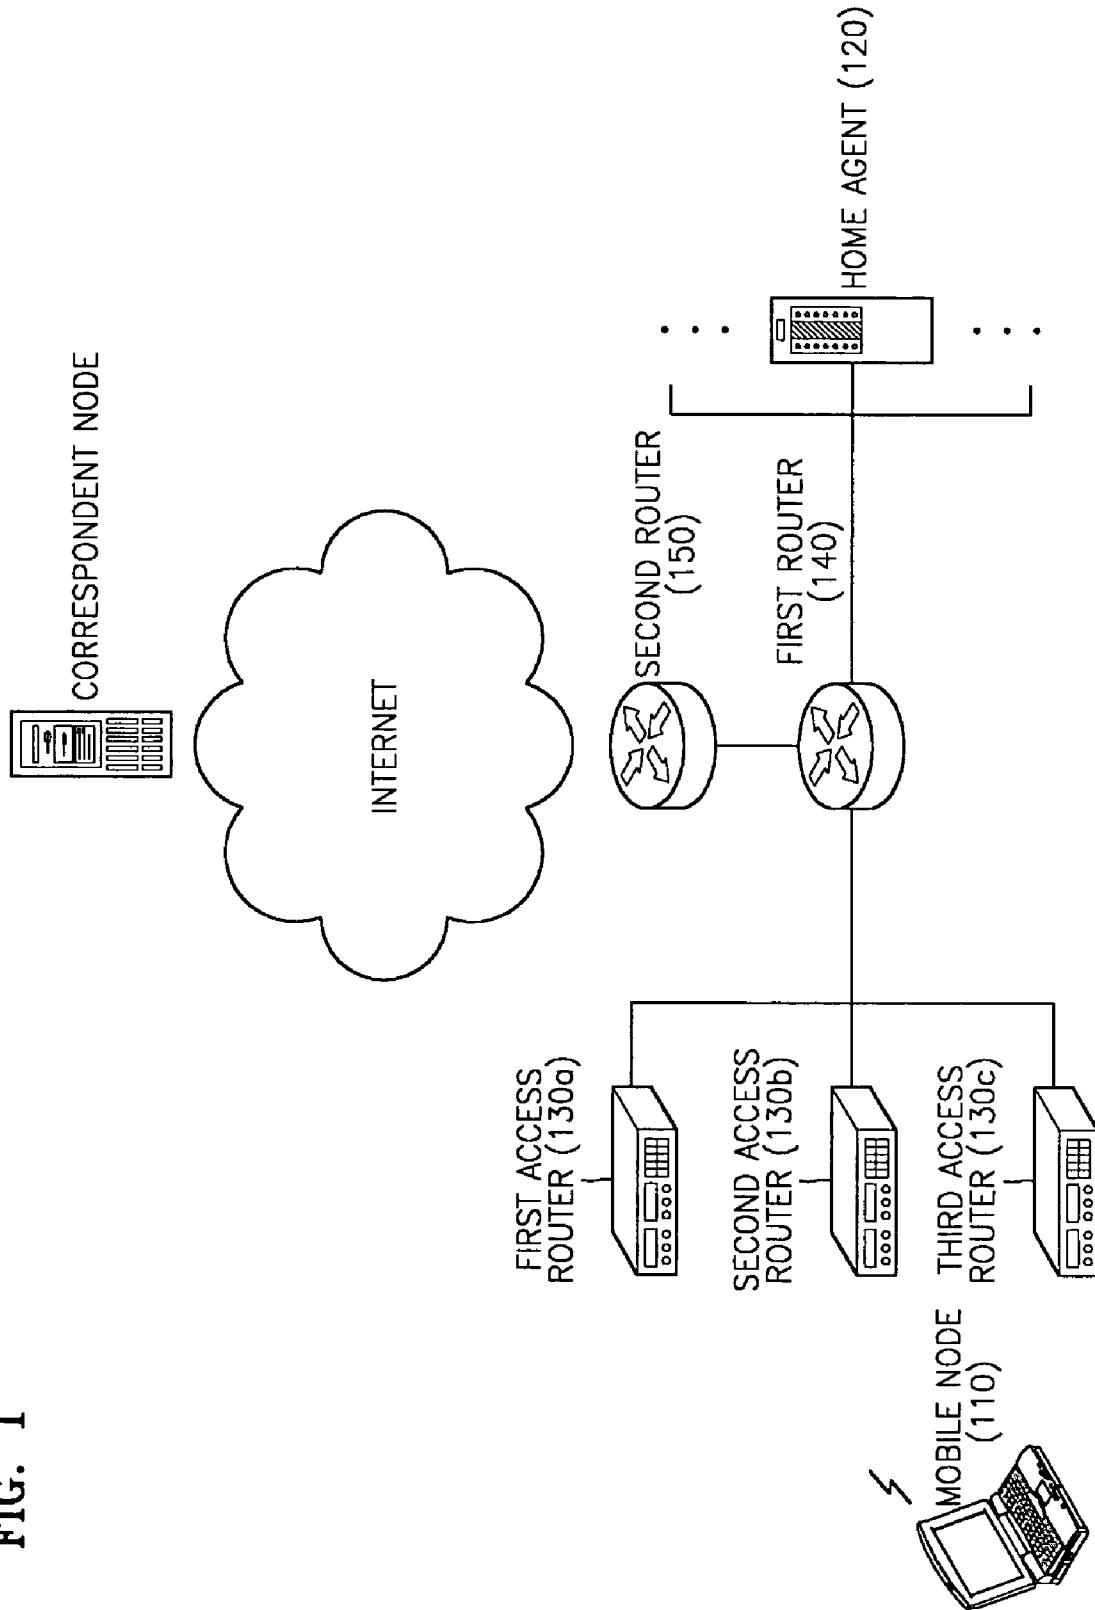 FIG. 1
CORRESPONDENT NODE
INTERNET
SECOND ROUTER
(150)
FIRST ROUTER
(140)
HOME AGENT (120)
FIRST ACCESS
ROUTER (130a)
SECOND ACCESS
ROUTER (130b)
THIRD ACCESS
ROUTER (130c)
MOBILE NODE
(110)